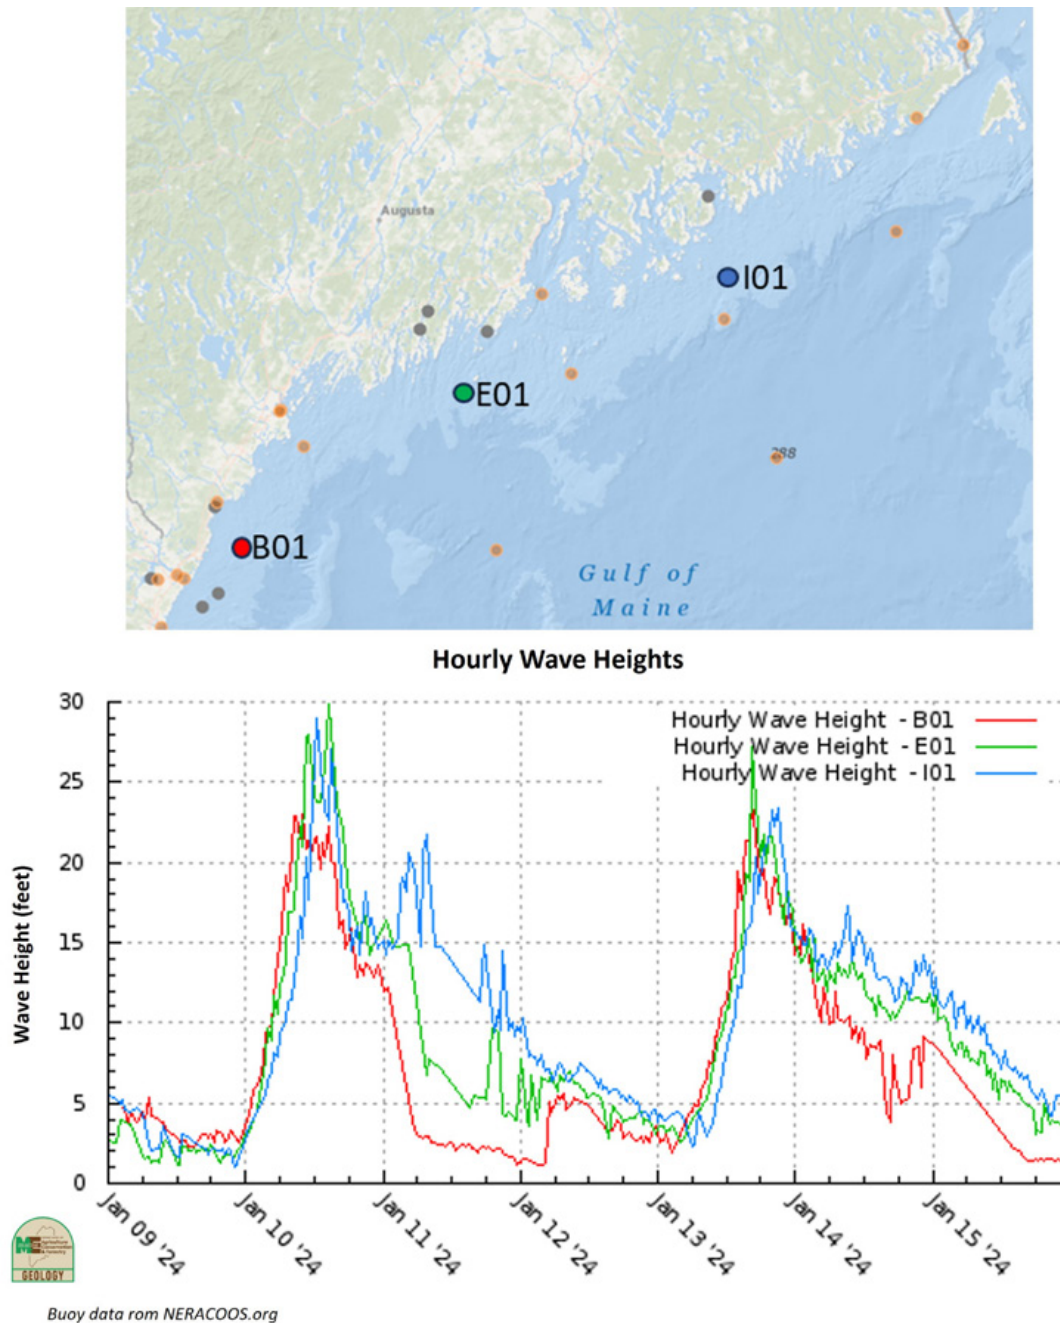 Augusta
I01
E01
288
B01
Gulf of
Maine
Hourly Wave Heights
30
25
20
15
10
5
0
Wave Height (feet)
Hourly Wave Height - B01
Hourly Wave Height - E01
Hourly Wave Height - I01
Jan 09 '24
Jan 10 '24
Jan 11 '24
Jan 12 '24
Jan 13 '24
Jan 14 '24
Jan 15 '24
Agriculture
Conservation
& Forestry
GEOLOGY
Buoy data rom NERACOOS.org